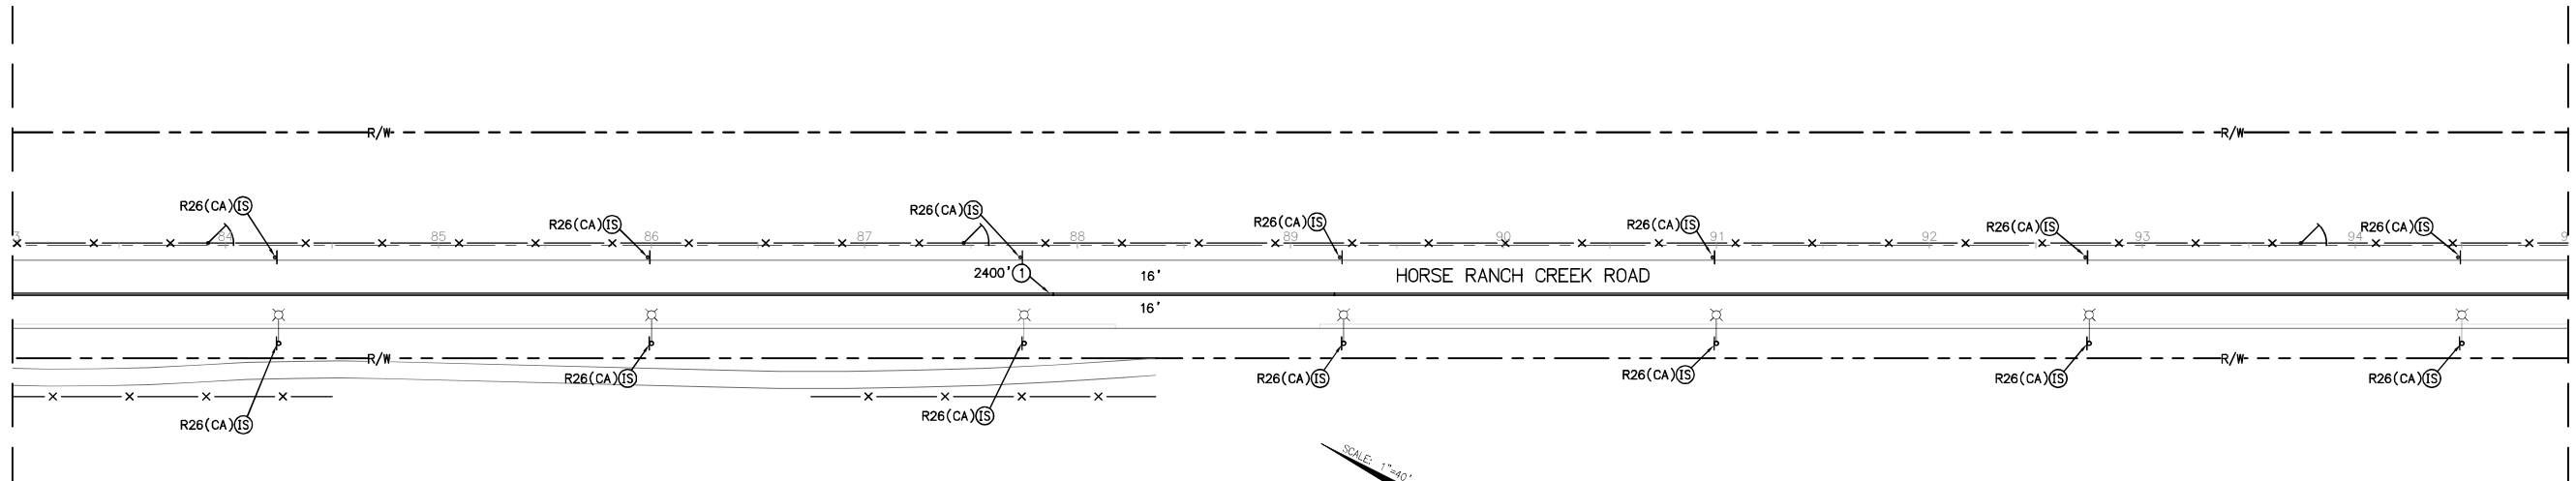 R/W R/W
R26(CA)(IS) R26(CA)(IS) R26(CA)(IS) R26(CA)(IS) R26(CA)(IS) R26(CA)(IS) R26(CA)(IS)
3 84 85 86 87 88 89 90 91 92 93 94 9
2400' 1 16' HORSE RANCH CREEK ROAD
16'
P P P P P P P
R/W R/W
R26(CA)(IS) R26(CA)(IS) R26(CA)(IS) R26(CA)(IS) R26(CA)(IS) R26(CA)(IS) R26(CA)(IS)
SCALE: 1"=40'